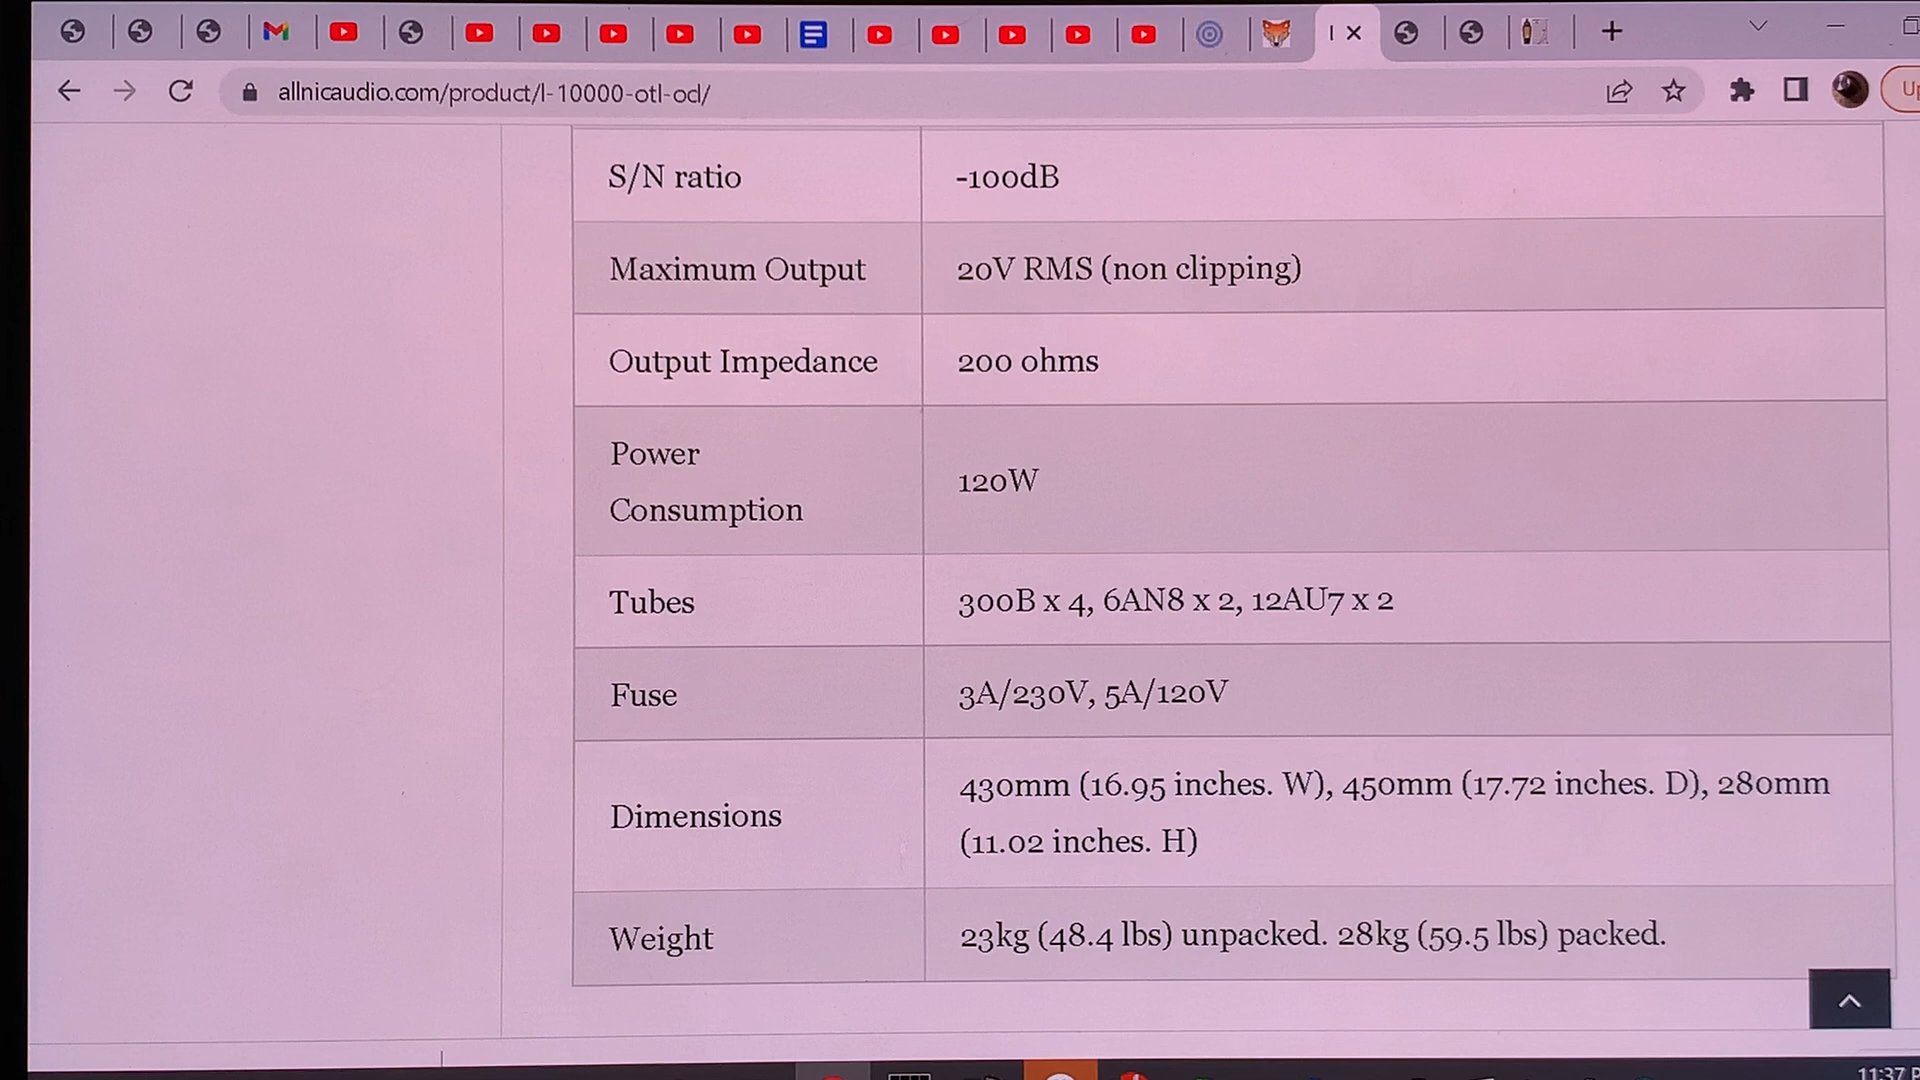 allnicaudio.com/product/l-10000-otl-ocl/
S/N ratio
-100dB
Maximum Output
20V RMS (non clipping)
Output Impedance
200 ohms
Power
Consumption
120W
Tubes
300B x 4, 6AN8 x 2, 12AU7 x 2
Fuse
3A/230V, 5A/120V
Dimensions
430mm (16.95 inches. W), 450mm (17.72 inches. D), 280mm
(11.02 inches. H)
Weight
23kg (48.4 lbs) unpacked. 28kg (59.5 lbs) packed.
11:37